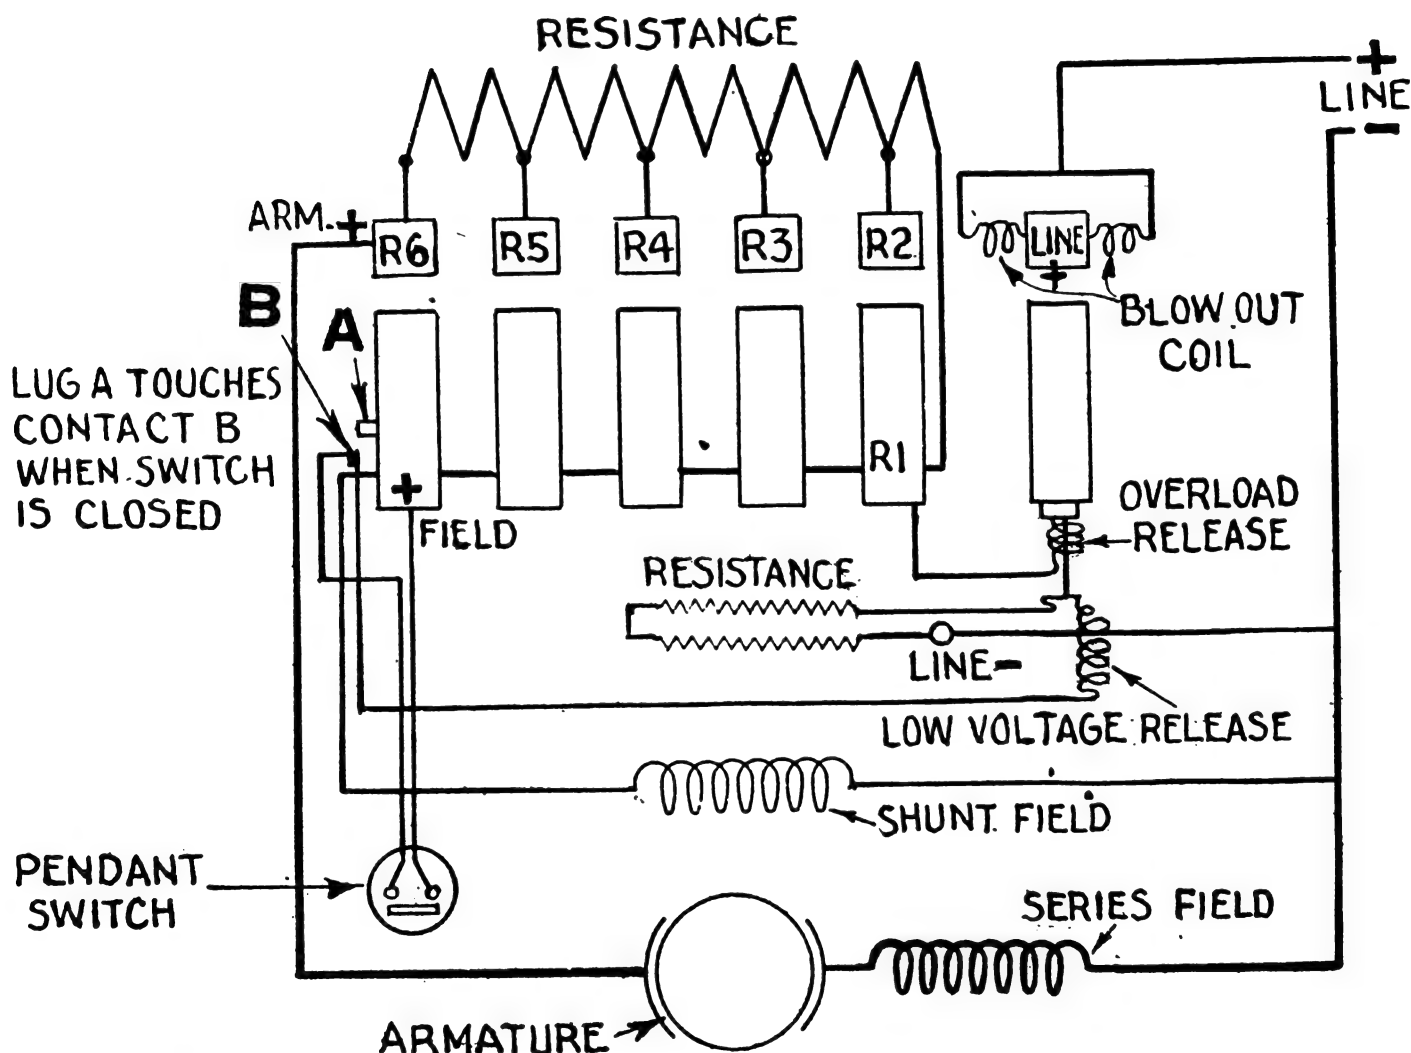 RESISTANCE
+
LINE
-
ARM. +
R6 R5 R4 R3 R2 LINE
+
B
A
BLOW OUT
COIL
LUG A TOUCHES
CONTACT B
WHEN SWITCH
IS CLOSED
R1
+
FIELD
OVERLOAD
RELEASE
RESISTANCE
LINE-
LOW VOLTAGE RELEASE
SHUNT FIELD
PENDANT
SWITCH
SERIES FIELD
ARMATURE